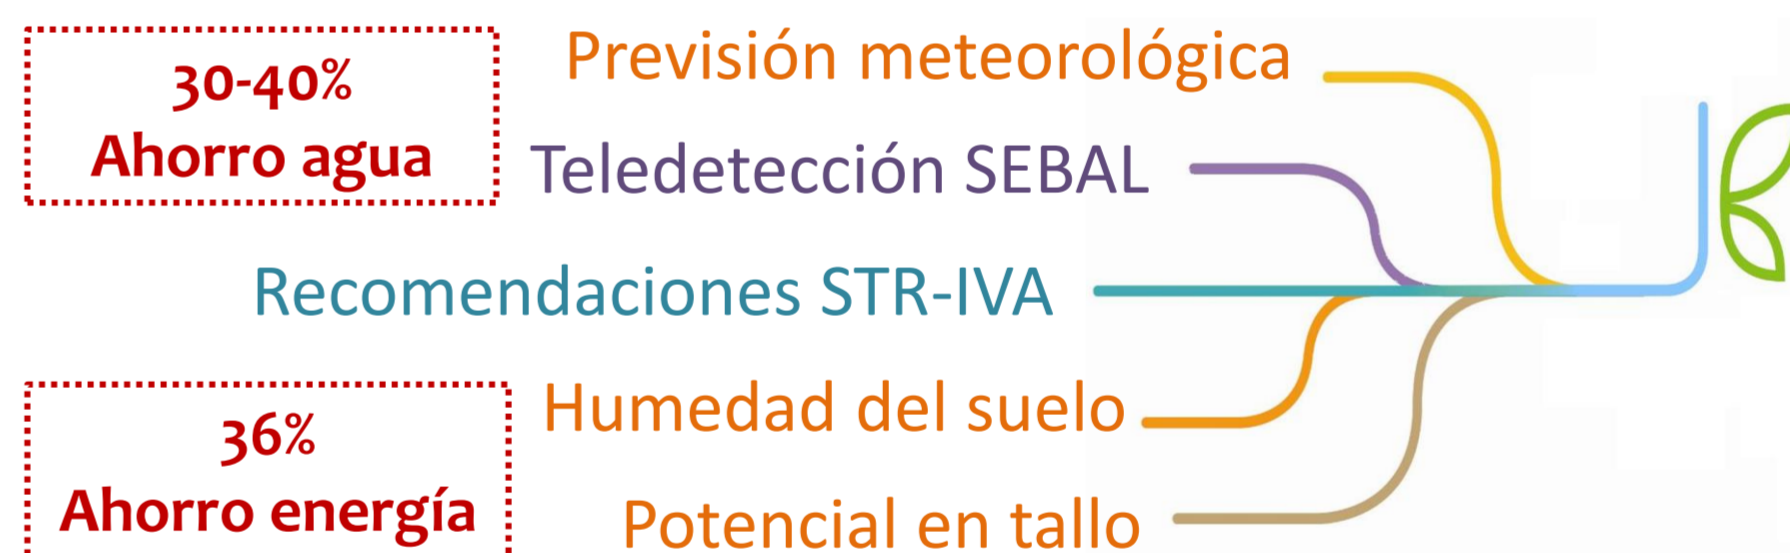 30-40%
Ahorro agua
Previsión meteorológica
Teledetección SEBAL
Recomendaciones STR-IVA
36%
Ahorro energía
Humedad del suelo
Potencial en tallo